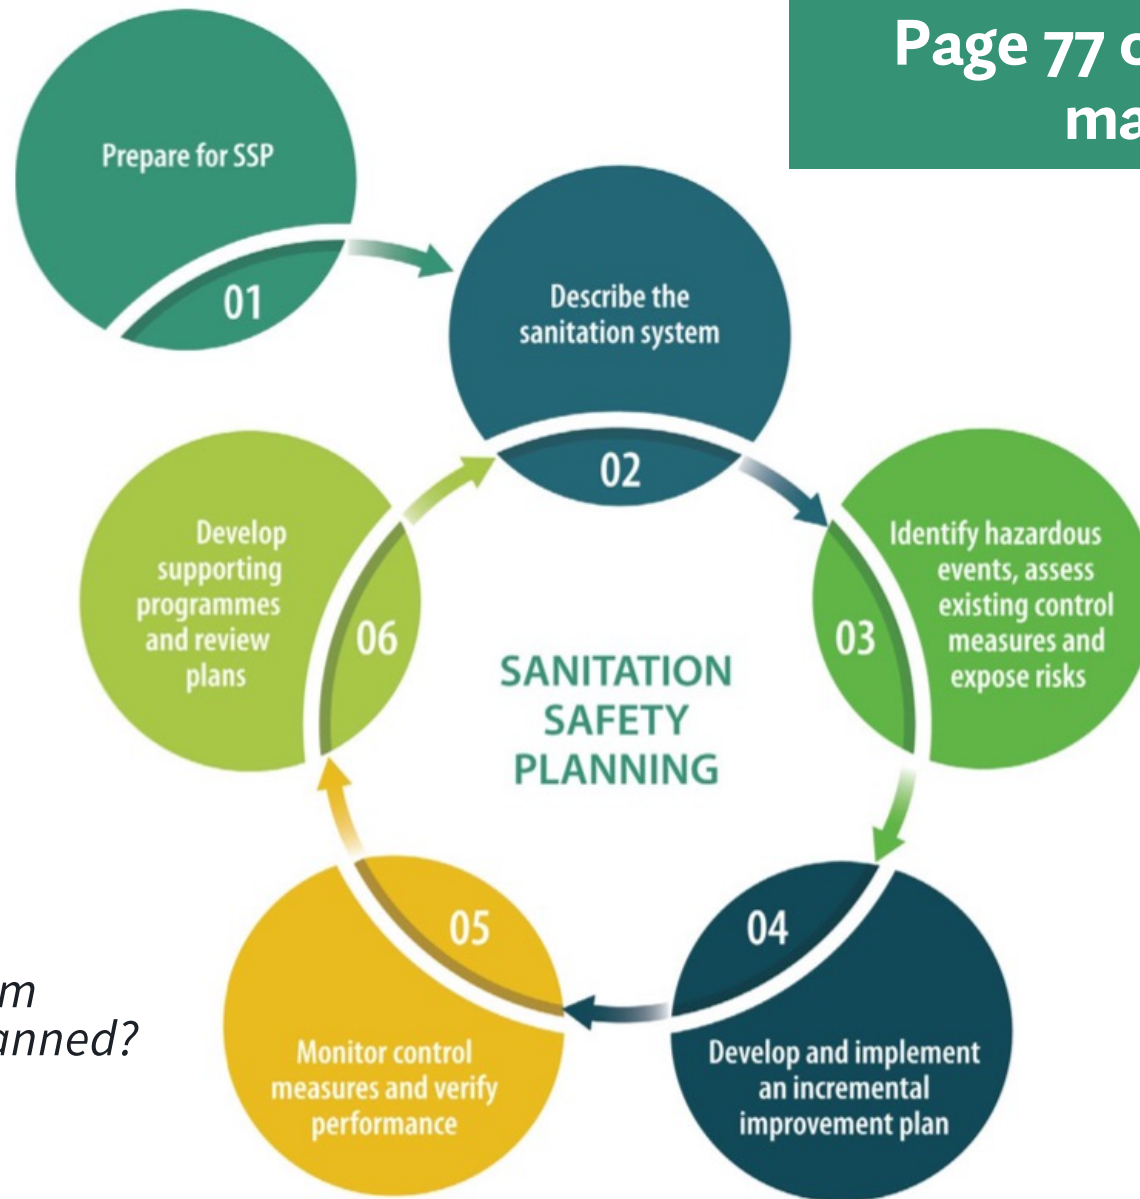 Page 77
Prepare for SSP
01
Describe the
sanitation system
02
Identify hazardous
events, assess
existing control
measures and
expose risks
03
Develop and implement
an incremental
improvement plan
04
Monitor control
measures and verify
performance
05
Develop
supporting
programmes
and review
plans
06
SANITATION
SAFETY
PLANNING